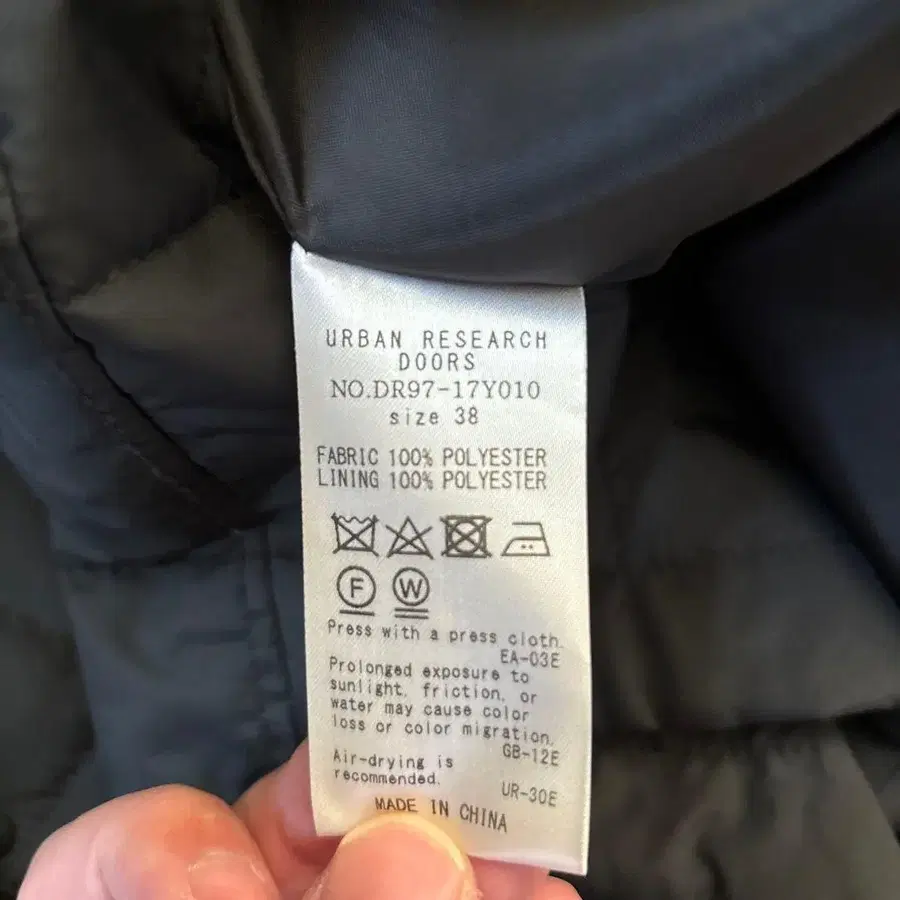 URBAN RESEARCH
DOORS
NO.DR97-17Y010
size 38
FABRIC 100% POLYESTER
LINING 100% POLYESTER
F W
Press with a press cloth.
EA-03E
Prolonged exposure to
sunlight, friction, or
water may cause color
loss or color migration.
GB-12E
Air-drying is
recommended.
UR-30E
MADE IN CHINA